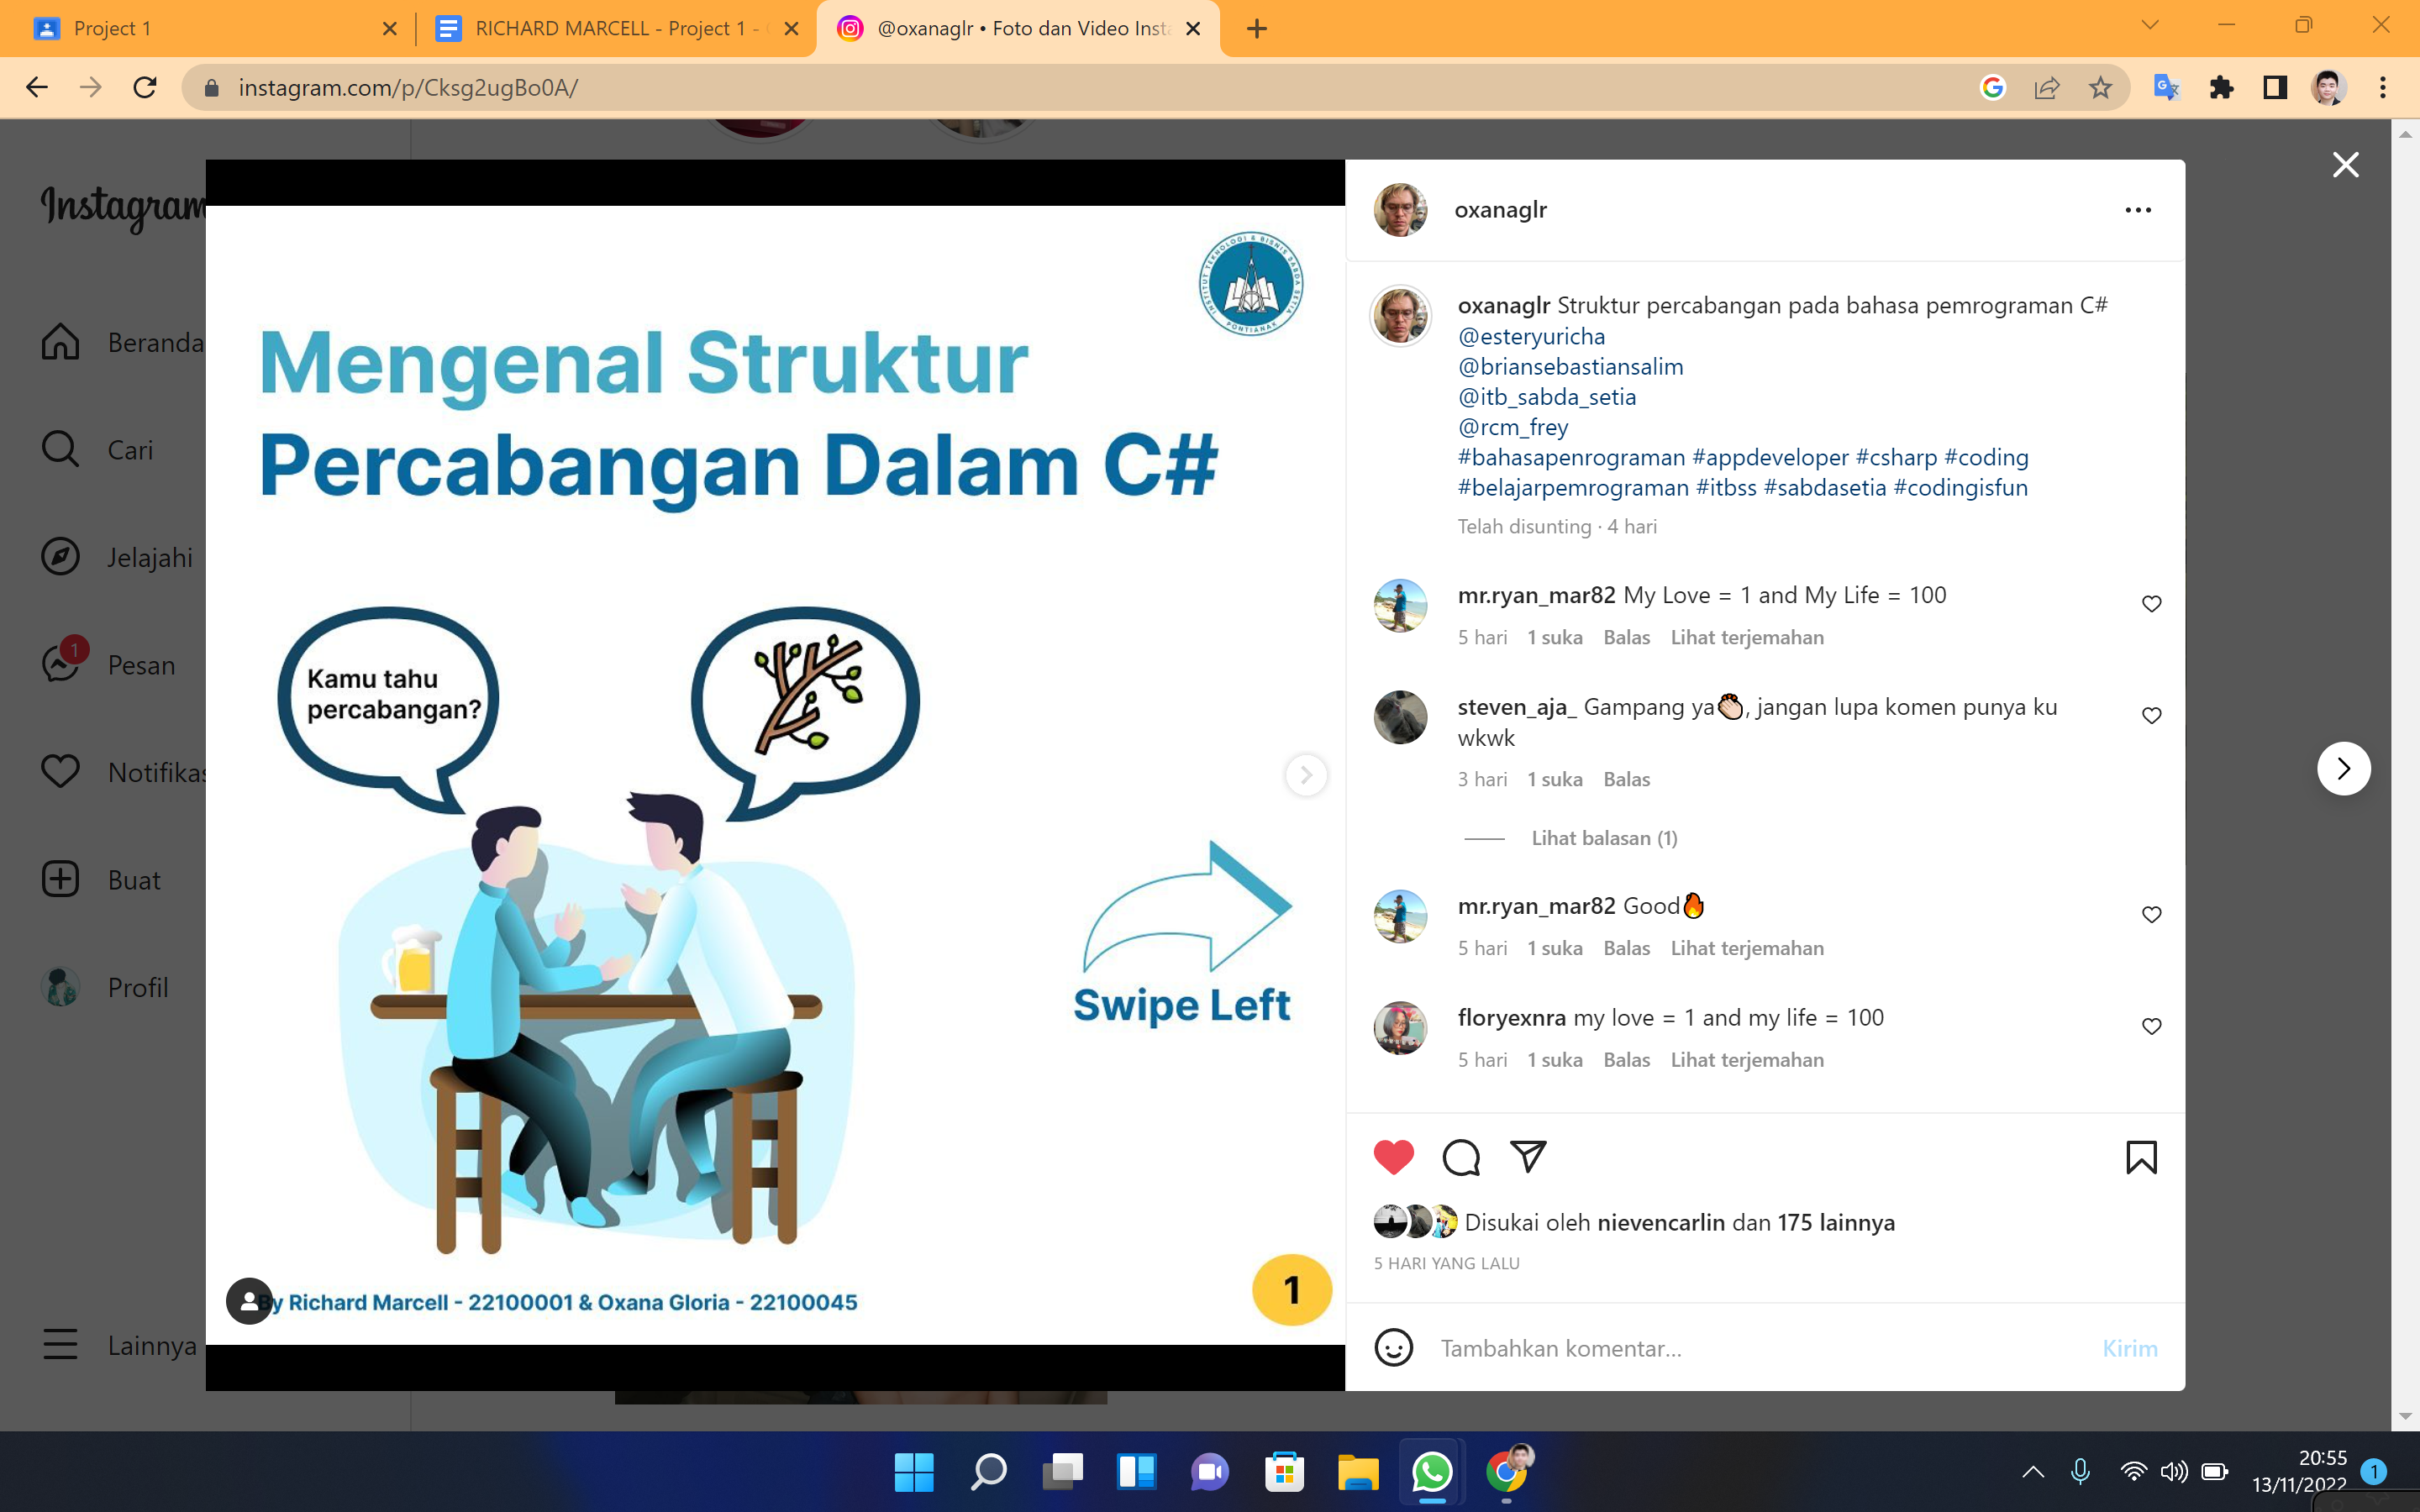 Project 1
RICHARD MARCELL - Project 1 -
@oxanaglr • Foto dan Video Insta
instagram.com/p/Cksg2ugBo0A/
Instagram
Beranda
Cari
Jelajahi
1
Pesan
Notifikas
Buat
Profil
Lainnya
INSTITUT TEKNOLOGI & BISNIS SABDA SETIA
PONTIANAK
Mengenal Struktur
Percabangan Dalam C#
Kamu tahu
percabangan?
Swipe Left
By Richard Marcell - 22100001 & Oxana Gloria - 22100045
1
oxanaglr
oxanaglr Struktur percabangan pada bahasa pemrograman C#
@esteryuricha
@briansebastiansalim
@itb_sabda_setia
@rcm_frey
#bahasapenrograman #appdeveloper #csharp #coding
#belajarpemrograman #itbss #sabdasetia #codingisfun
Telah disunting · 4 hari
mr.ryan_mar82 My Love = 1 and My Life = 100
5 hari 1 suka Balas Lihat terjemahan
steven_aja_ Gampang ya👏, jangan lupa komen punya ku
wkwk
3 hari 1 suka Balas
Lihat balasan (1)
mr.ryan_mar82 Good🔥
5 hari 1 suka Balas Lihat terjemahan
floryexnra my love = 1 and my life = 100
5 hari 1 suka Balas Lihat terjemahan
Disukai oleh nievencarlin dan 175 lainnya
5 HARI YANG LALU
Tambahkan komentar...
Kirim
20:55
13/11/2022
1